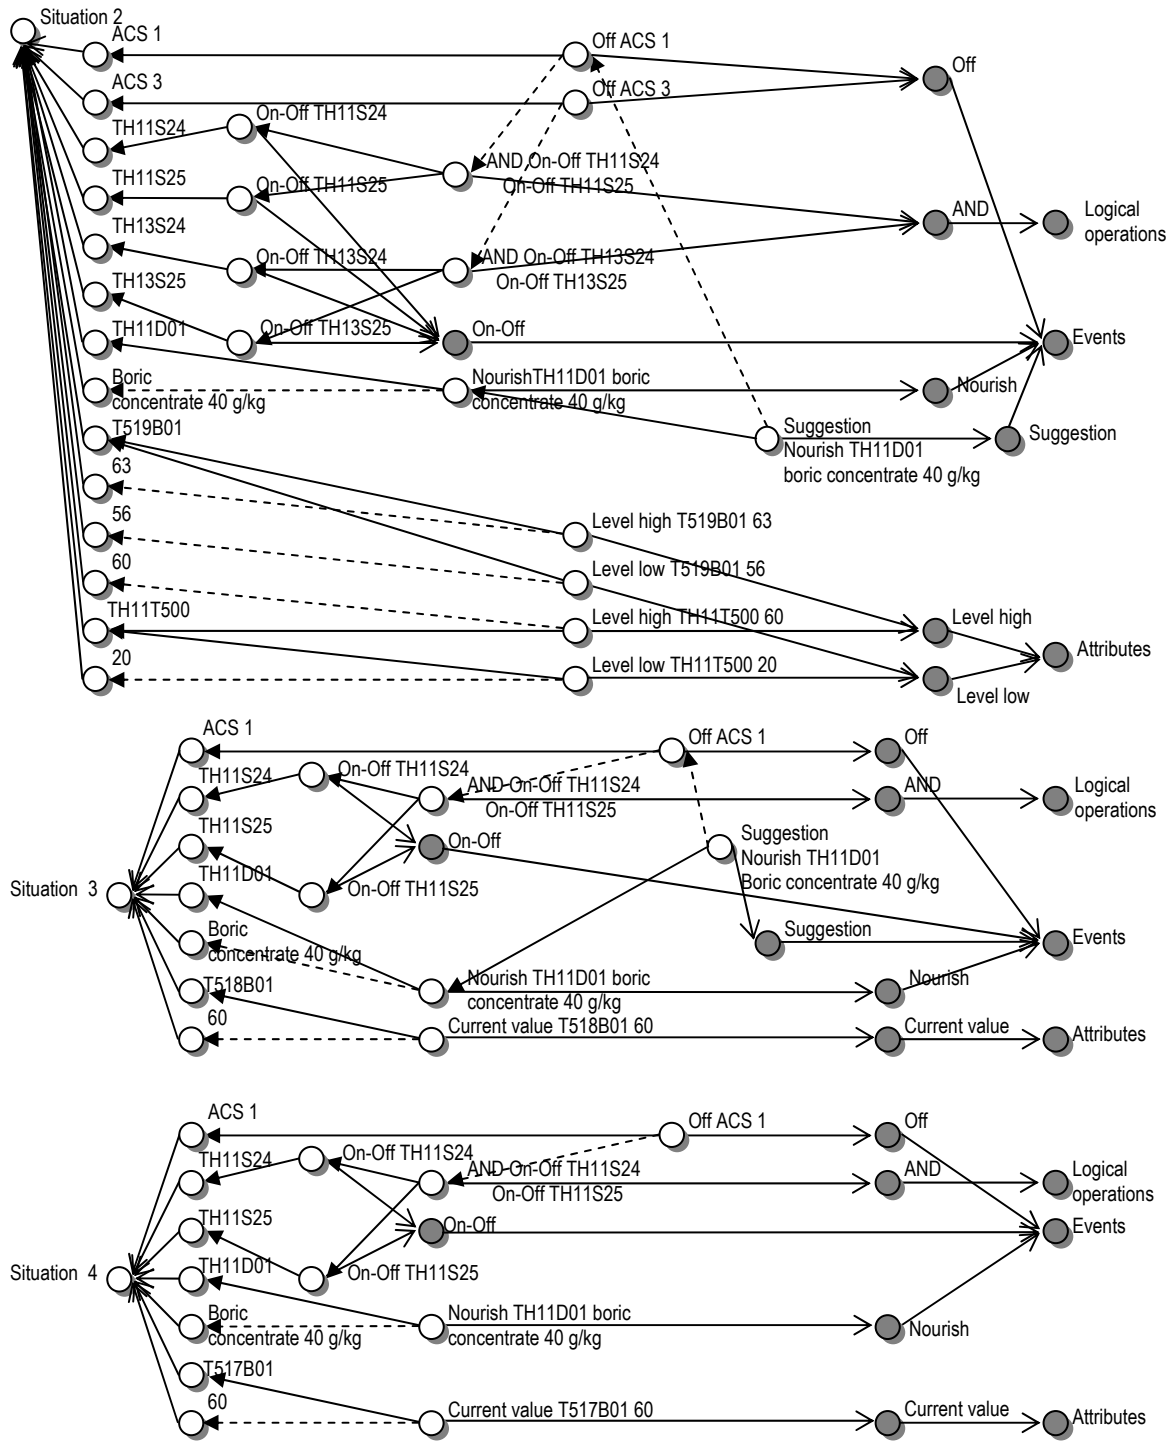 Situation 2
ACS 1
Off ACS 1
Off
ACS 3
Off ACS 3
TH11S24
On-Off TH11S24
AND On-Off TH11S24
On-Off TH11S25
TH11S25
On-Off TH11S25
AND
Logical
operations
TH13S24
On-Off TH13S24
AND On-Off TH13S24
On-Off TH13S25
TH13S25
On-Off TH13S25
On-Off
Events
TH11D01
Boric
concentrate 40 g/kg
NourishTH11D01 boric
concentrate 40 g/kg
Nourish
T519B01
Suggestion
Nourish TH11D01
boric concentrate 40 g/kg
Suggestion
63
Level high T519B01 63
56
Level low T519B01 56
60
Level high TH11T500 60
Level high
TH11T500
Attributes
20
Level low TH11T500 20
Level low
ACS 1
Off ACS 1
Off
TH11S24
On-Off TH11S24
AND On-Off TH11S24
On-Off TH11S25
AND
Logical
operations
TH11S25
On-Off
Suggestion
Nourish TH11D01
Boric concentrate 40 g/kg
Situation 3
TH11D01
On-Off TH11S25
Boric
concentrate 40 g/kg
Suggestion
Events
T518B01
Nourish TH11D01 boric
concentrate 40 g/kg
Nourish
60
Current value T518B01 60
Current value
Attributes
ACS 1
Off ACS 1
Off
TH11S24
On-Off TH11S24
AND On-Off TH11S24
On-Off TH11S25
AND
Logical
operations
TH11S25
On-Off
Events
Situation 4
TH11D01
On-Off TH11S25
Boric
concentrate 40 g/kg
Nourish TH11D01 boric
concentrate 40 g/kg
Nourish
T517B01
60
Current value T517B01 60
Current value
Attributes